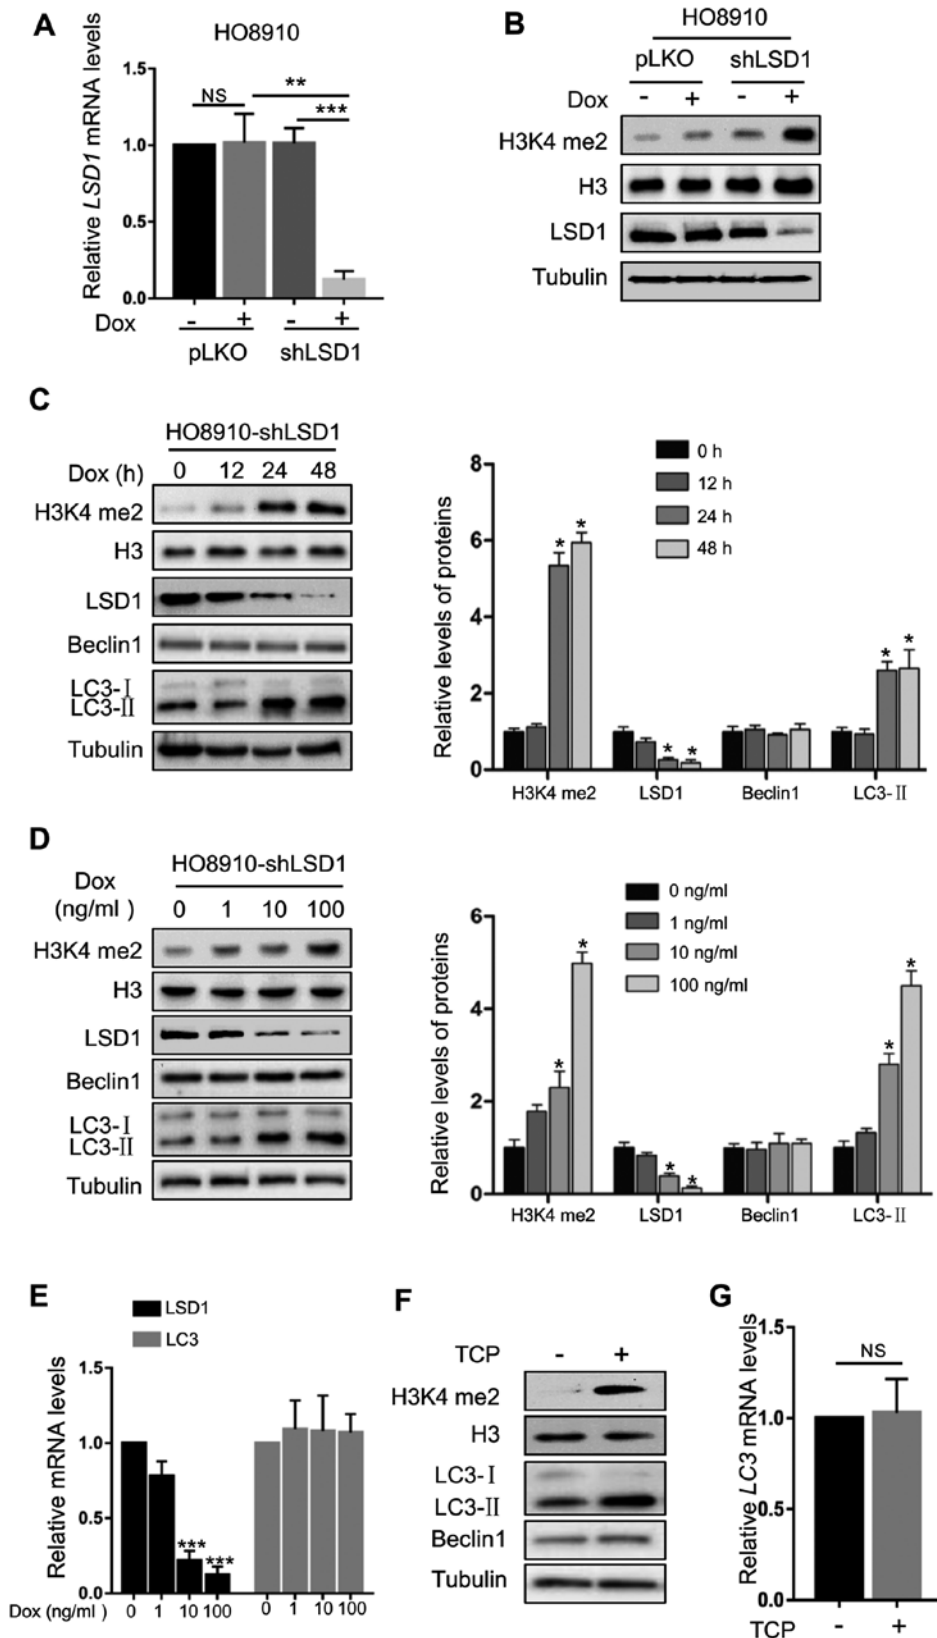 A
HO8910
Relative LSD1 mRNA levels
1.5
1.0
0.5
0.0
NS
**
***
Dox - + - +
pLKO shLSD1
B
HO8910
pLKO shLSD1
Dox - + - +
H3K4 me2
H3
LSD1
Tubulin
C
HO8910-shLSD1
Dox (h) 0 12 24 48
H3K4 me2
H3
LSD1
Beclin1
LC3-Ⅰ
LC3-Ⅱ
Tubulin
Relative levels of proteins
8
6
4
2
0
0 h
12 h
24 h
48 h
* *
* *
* *
H3K4 me2 LSD1 Beclin1 LC3-Ⅱ
D
HO8910-shLSD1
Dox
(ng/ml ) 0 1 10 100
H3K4 me2
H3
LSD1
Beclin1
LC3-Ⅰ
LC3-Ⅱ
Tubulin
Relative levels of proteins
6
4
2
0
0 ng/ml
1 ng/ml
10 ng/ml
100 ng/ml
* *
* *
* *
H3K4 me2 LSD1 Beclin1 LC3-Ⅱ
E
LSD1
LC3
Relative mRNA levels
1.5
1.0
0.5
0.0
*** ***
Dox (ng/ml ) 0 1 10 100 0 1 10 100
F
TCP - +
H3K4 me2
H3
LC3-Ⅰ
LC3-Ⅱ
Beclin1
Tubulin
G
Relative LC3 mRNA levels
1.5
1.0
0.5
0.0
NS
TCP - +